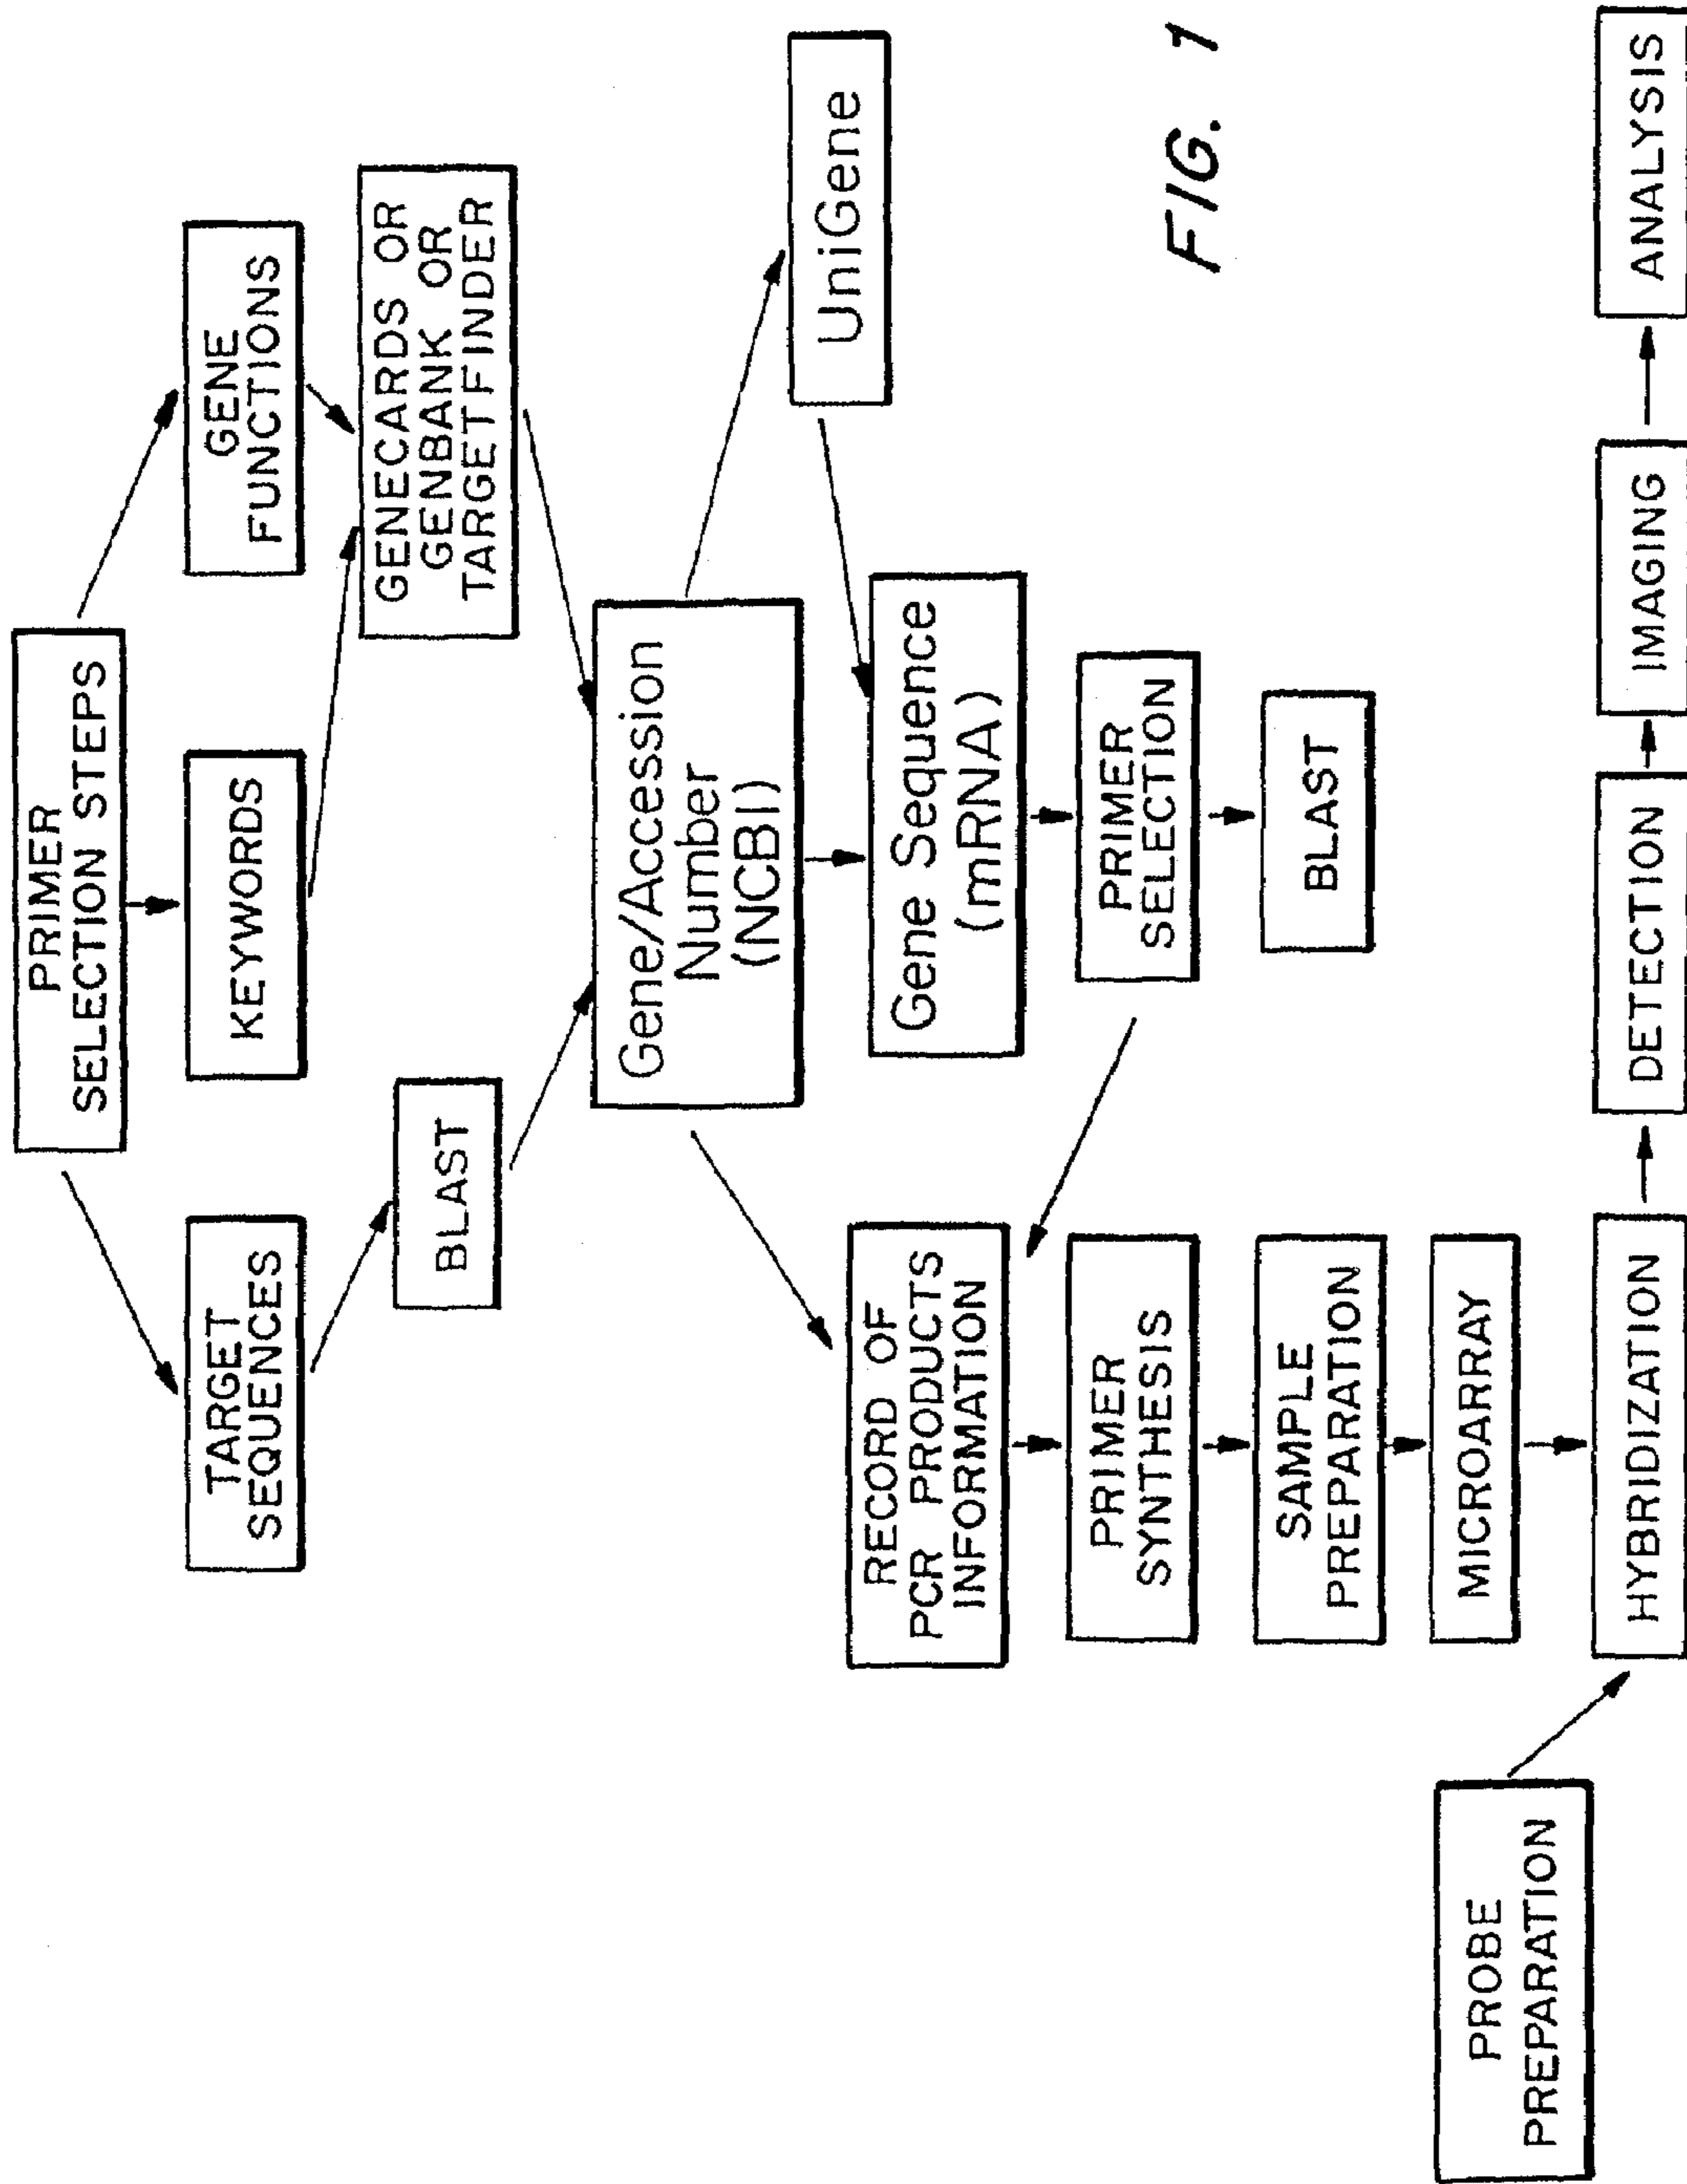 PRIMER
SELECTION STEPS
TARGET
SEQUENCES
KEYWORDS
GENE
FUNCTIONS
BLAST
GENECARDS OR
GENBANK OR
TARGETFINDER
Gene/Accession
Number
(NCBI)
UniGene
RECORD OF
PCR PRODUCTS
INFORMATION
Gene Sequence
(mRNA)
PRIMER
SYNTHESIS
PRIMER
SELECTION
SAMPLE
PREPARATION
BLAST
MICROARRAY
PROBE
PREPARATION
HYBRIDIZATION
DETECTION
IMAGING
ANALYSIS
FIG. 1